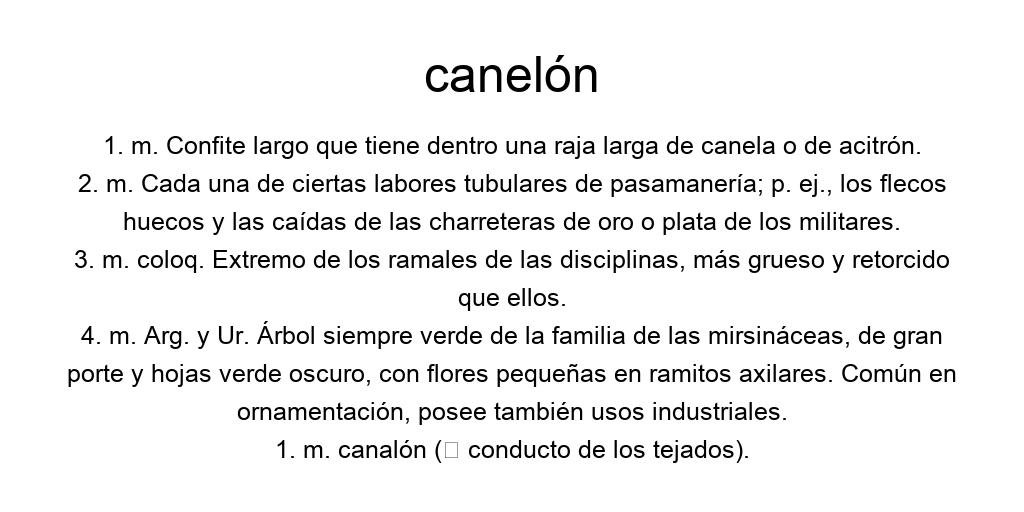 canelón
1. m. Confite largo que tiene dentro una raja larga de canela o de acitrón.
2. m. Cada una de ciertas labores tubulares de pasamanería; p. ej., los flecos
huecos y las caídas de las charreteras de oro o plata de los militares.
3. m. coloq. Extremo de los ramales de las disciplinas, más grueso y retorcido
que ellos.
4. m. Arg. y Ur. Árbol siempre verde de la familia de las mirsináceas, de gran
porte y hojas verde oscuro, con flores pequeñas en ramitos axilares. Común en
ornamentación, posee también usos industriales.
1. m. canalón (▯ conducto de los tejados).